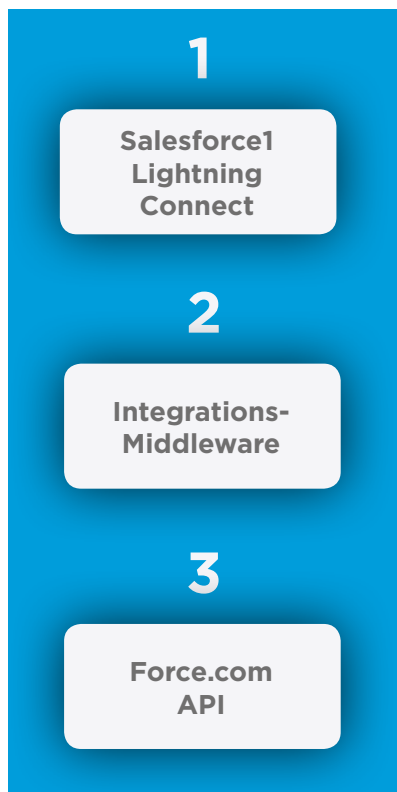 1
Salesforce1
Lightning
Connect
2
Integrations-
Middleware
3
Force.com
API